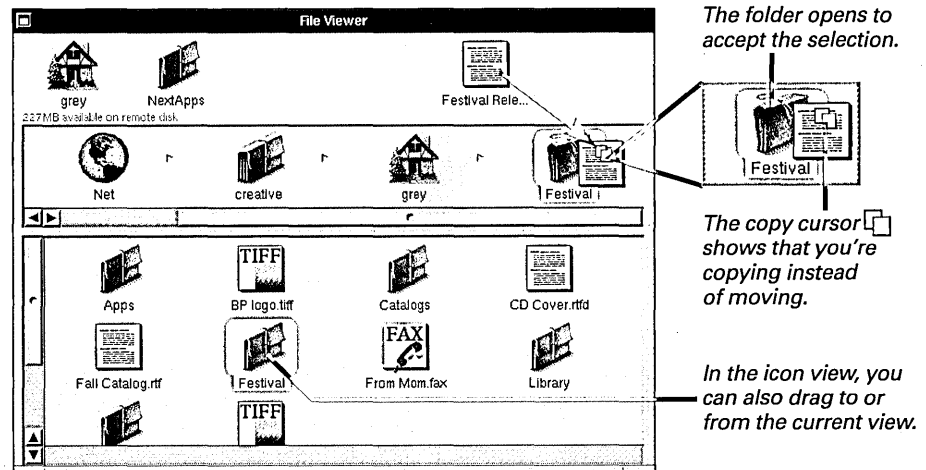 File Viewer
grey
NextApps
Festival Rele...
227MB available on remote disk
Net
creative
grey
Festival
Apps
TIFF
BP logo.tiff
Catalogs
CD Cover.rtfd
Fall Catalog.rtf
Festival
FAX
From Mom.fax
Library
TIFF
The folder opens to
accept the selection.
Festival
The copy cursor
shows that you're
copying instead
of moving.
In the icon view, you
can also drag to or
from the current view.